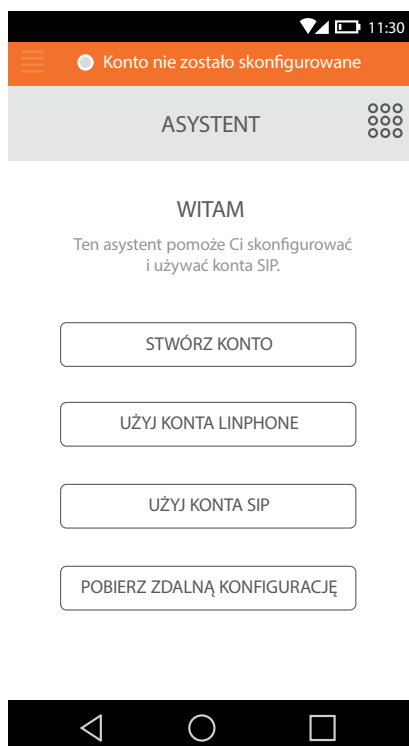 11:30
Konto nie zostało skonfigurowane
ASYSTENT
WITAM
Ten asystent pomoże Ci skonfigurować
i używać konta SIP.
STWÓRZ KONTO
UŻYJ KONTA LINPHONE
UŻYJ KONTA SIP
POBIERZ ZDALNĄ KONFIGURACJĘ